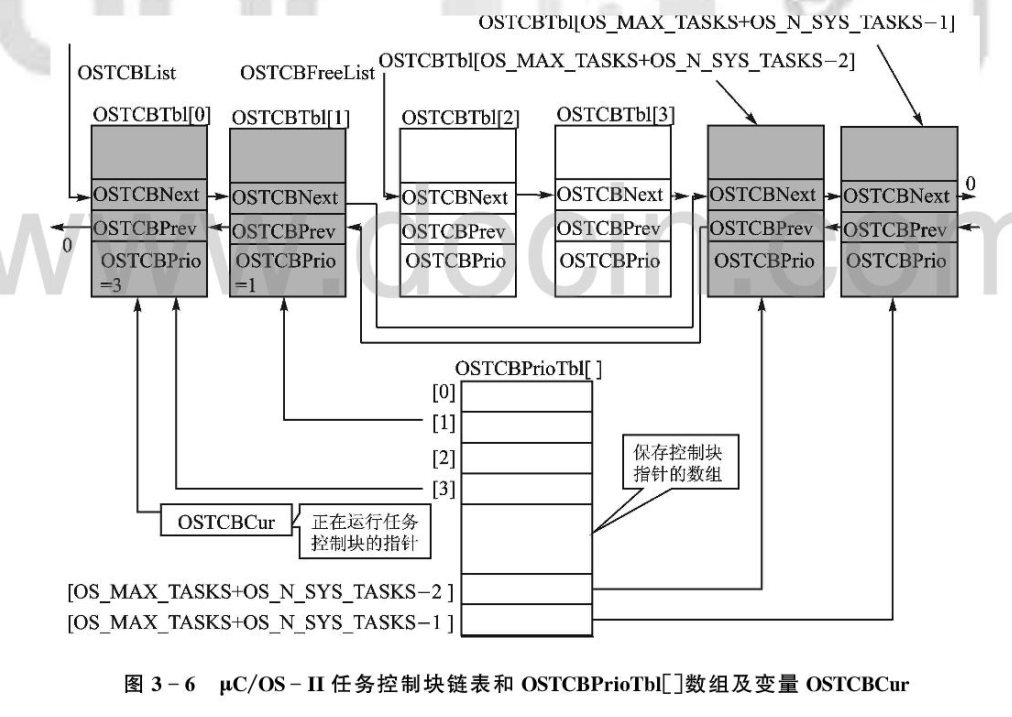 OSTCBTbl[OS_MAX_TASKS+OS_N_SYS_TASKS-1]
OSTCBList
OSTCBFreeList
OSTCBTbl[OS_MAX_TASKS+OS_N_SYS_TASKS-2]
OSTCBTbl[0]
OSTCBTbl[1]
OSTCBTbl[2]
OSTCBTbl[3]
OSTCBNext
OSTCBNext
OSTCBNext
OSTCBNext
OSTCBNext
OSTCBNext
0
0
OSTCBPrev
OSTCBPrev
OSTCBPrev
OSTCBPrev
OSTCBPrev
OSTCBPrev
OSTCBPrio
=3
OSTCBPrio
=1
OSTCBPrio
OSTCBPrio
OSTCBPrio
OSTCBPrio
www.docin.com
OSTCBPrioTbl[ ]
[0]
[1]
[2]
[3]
保存控制块
指针的数组
OSTCBCur
正在运行任务
控制块的指针
[OS_MAX_TASKS+OS_N_SYS_TASKS-2 ]
[OS_MAX_TASKS+OS_N_SYS_TASKS-1 ]
图 3-6 μC/OS-II 任务控制块链表和 OSTCBPrioTbl[ ]数组及变量 OSTCBCur